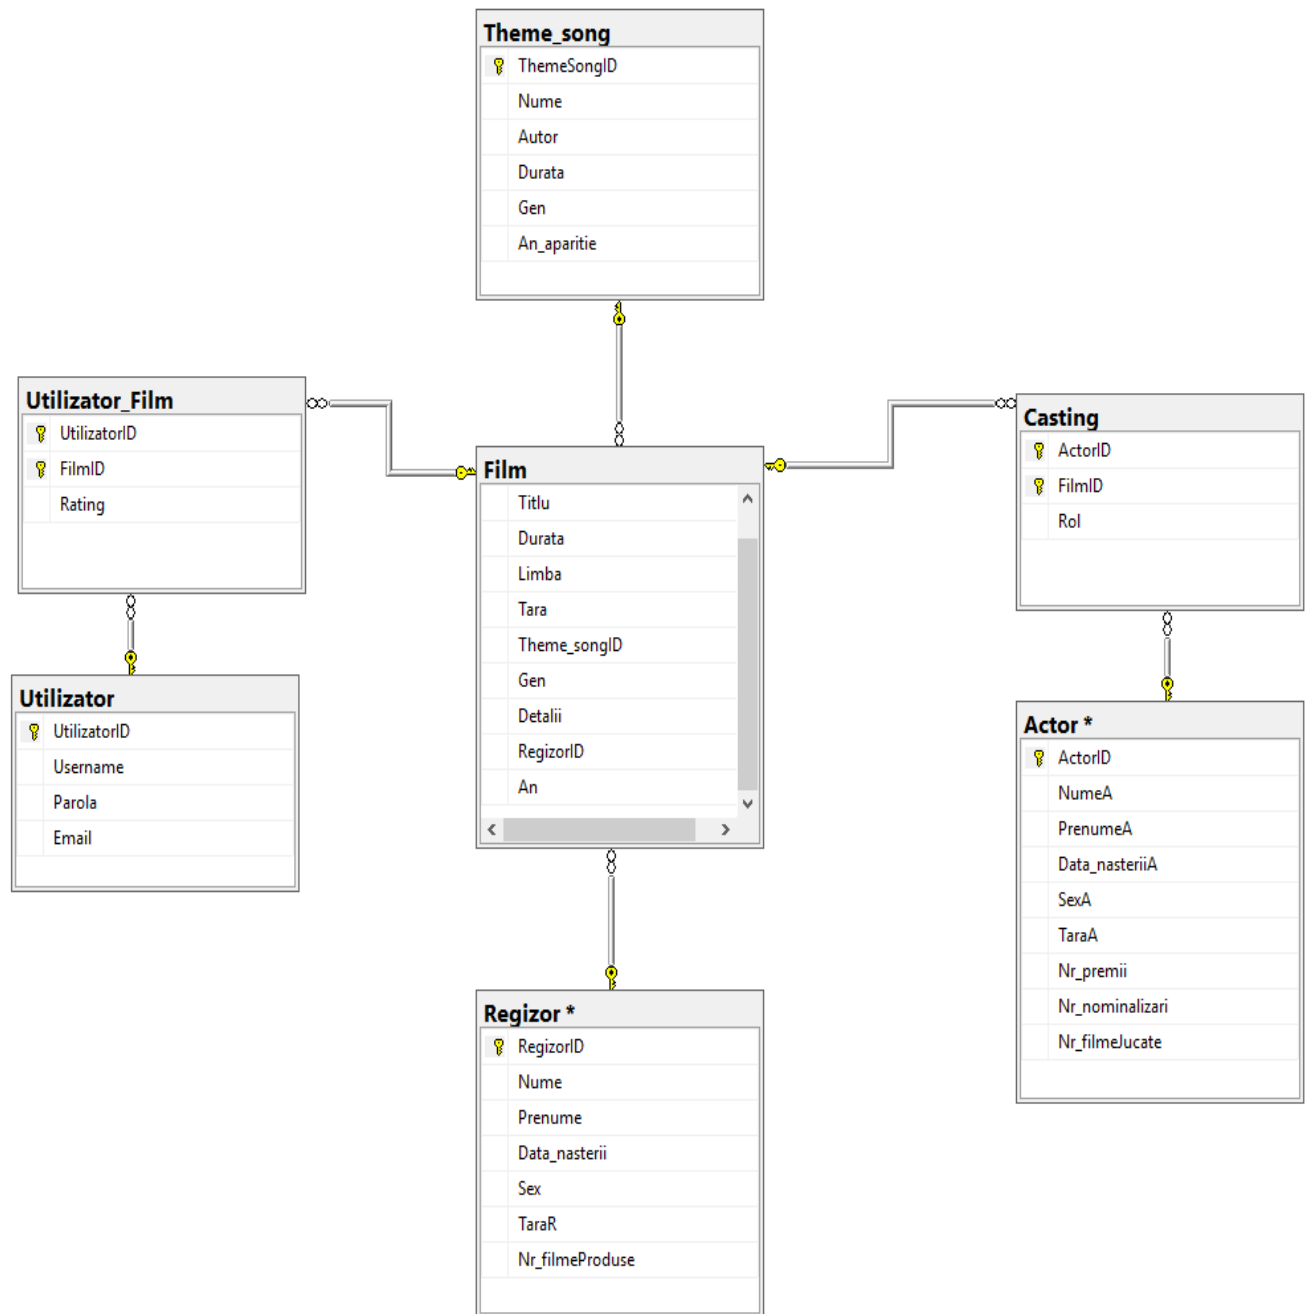 Theme_song
ThemeSongID
Nume
Autor
Durata
Gen
An_aparitie
Utilizator_Film
UtilizatorID
FilmID
Rating
Film
Titlu
Durata
Limba
Tara
Theme_songID
Gen
Detalii
RegizorID
An
Casting
ActorID
FilmID
Rol
Utilizator
UtilizatorID
Username
Parola
Email
Actor *
ActorID
NumeA
PrenumeA
Data_nasteriiA
SexA
TaraA
Nr_premii
Nr_nominalizari
Nr_filmeJucate
Regizor *
RegizorID
Nume
Prenume
Data_nasterii
Sex
TaraR
Nr_filmeProduse